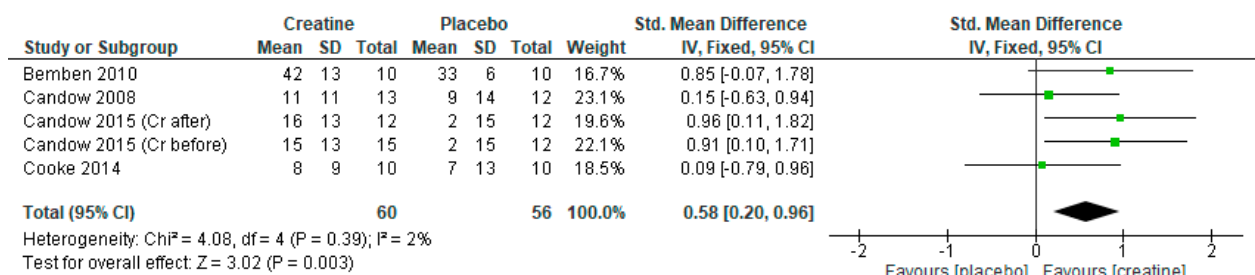 Creatine Placebo Std. Mean Difference Std. Mean Difference
Study or Subgroup Mean SD Total Mean SD Total Weight IV, Fixed, 95% CI IV, Fixed, 95% CI
Bemben 2010 42 13 10 33 6 10 16.7% 0.85 [-0.07, 1.78]
Candow 2008 11 11 13 9 14 12 23.1% 0.15 [-0.63, 0.94]
Candow 2015 (Cr after) 16 13 12 2 15 12 19.6% 0.96 [0.11, 1.82]
Candow 2015 (Cr before) 15 13 15 2 15 12 22.1% 0.91 [0.10, 1.71]
Cooke 2014 8 9 10 7 13 10 18.5% 0.09 [-0.79, 0.96]
Total (95% CI) 60 56 100.0% 0.58 [0.20, 0.96]
Heterogeneity: Chi² = 4.08, df = 4 (P = 0.39); I² = 2%
Test for overall effect: Z = 3.02 (P = 0.003)
-2 -1 0 1 2
Favours [placebo] Favours [creatine]